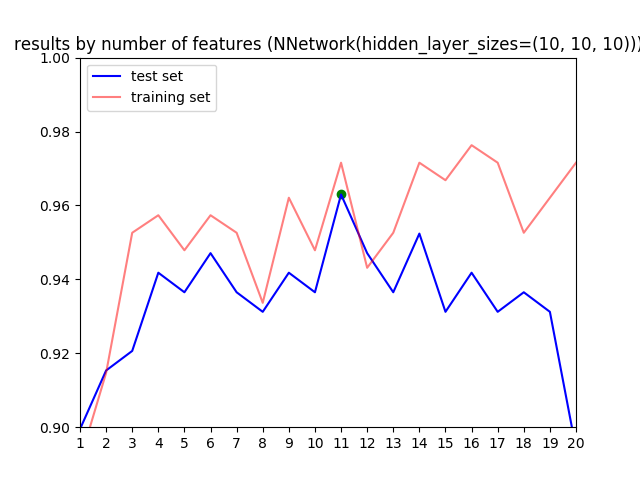 results by number of features (NNetwork(hidden_layer_sizes=(10, 10, 10)))
1.00
test set
training set
0.98
0.96
0.94
0.92
0.90
1 2 3 4 5 6 7 8 9 10 11 12 13 14 15 16 17 18 19 20